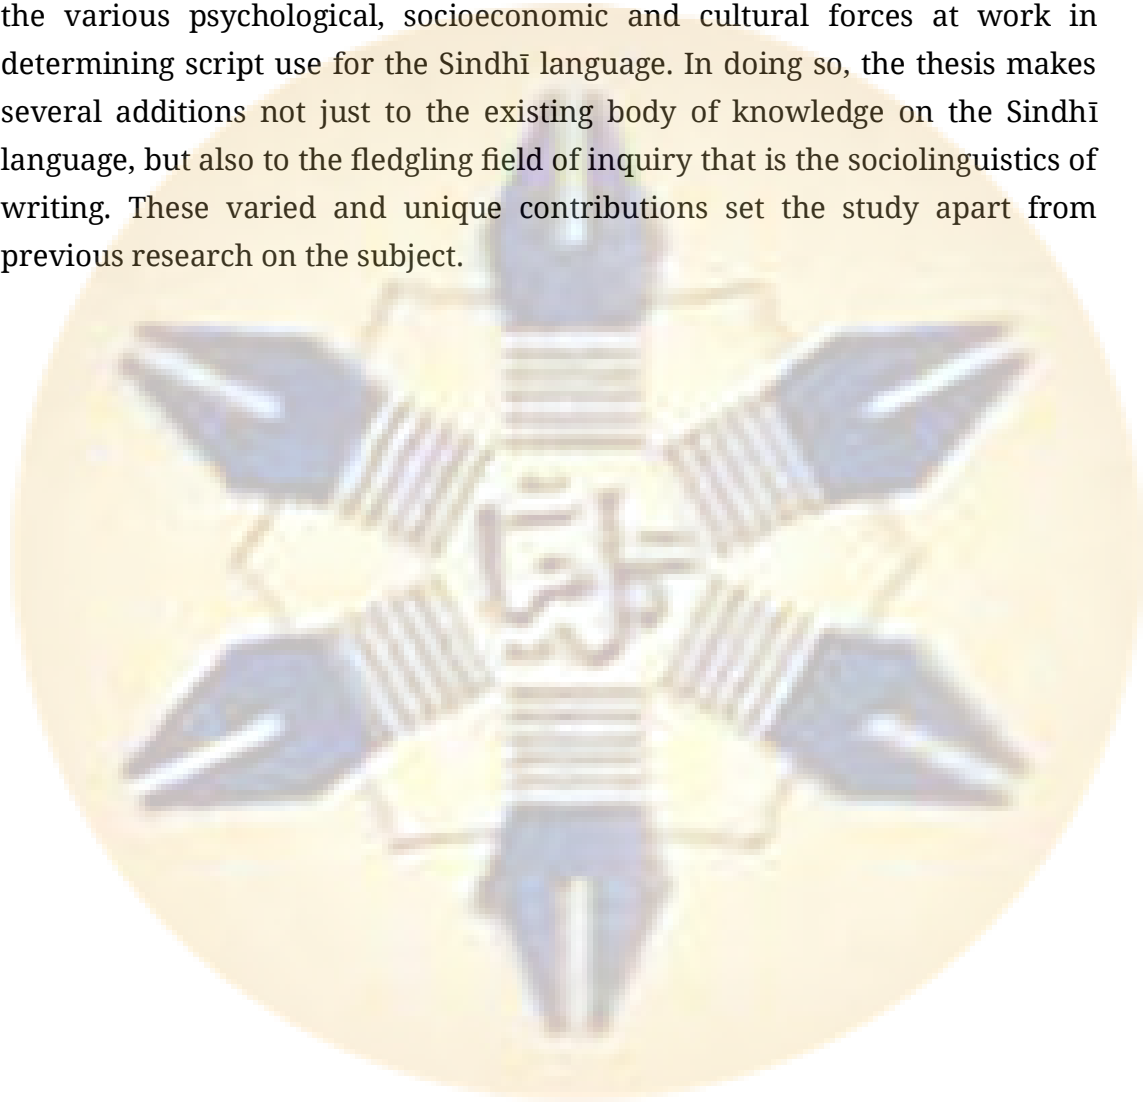 the various psychological, socioeconomic and cultural forces at work in
determining script use for the Sindhī language. In doing so, the thesis makes
several additions not just to the existing body of knowledge on the Sindhī
language, but also to the fledgling field of inquiry that is the sociolinguistics of
writing. These varied and unique contributions set the study apart from
previous research on the subject.